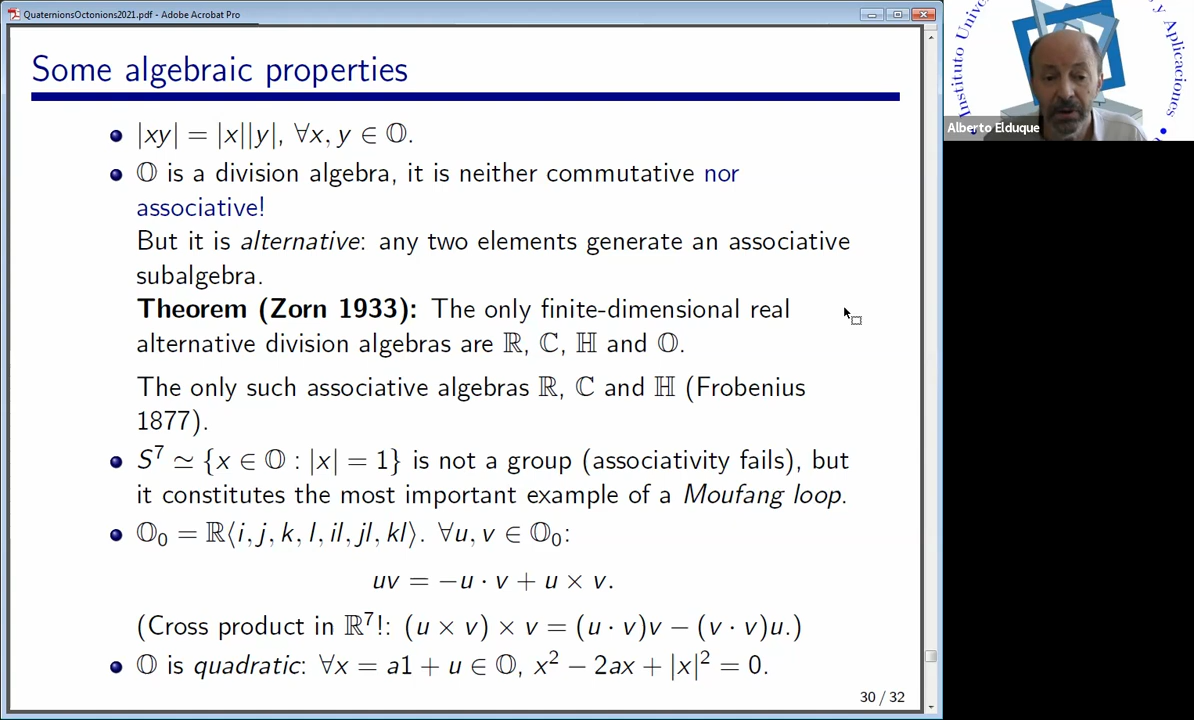 QuaternionsOctonions2021.pdf - Adobe Acrobat Pro
Some algebraic properties
|xy| = |x||y|, ∀x, y ∈ 𝕆.
𝕆 is a division algebra, it is neither commutative nor
associative!
But it is alternative: any two elements generate an associative
subalgebra.
Theorem (Zorn 1933): The only finite-dimensional real
alternative division algebras are ℝ, ℂ, ℍ and 𝕆.
The only such associative algebras ℝ, ℂ and ℍ (Frobenius
1877).
S⁷ ≃ {x ∈ 𝕆 : |x| = 1} is not a group (associativity fails), but
it constitutes the most important example of a Moufang loop.
𝕆₀ = ℝ⟨i, j, k, l, il, jl, kl⟩. ∀u, v ∈ 𝕆₀:
uv = −u · v + u × v.
(Cross product in ℝ⁷!: (u × v) × v = (u · v)v − (v · v)u.)
𝕆 is quadratic: ∀x = a1 + u ∈ 𝕆, x² − 2ax + |x|² = 0.
30 / 32
Instituto
y Aplicaciones
Alberto Elduque